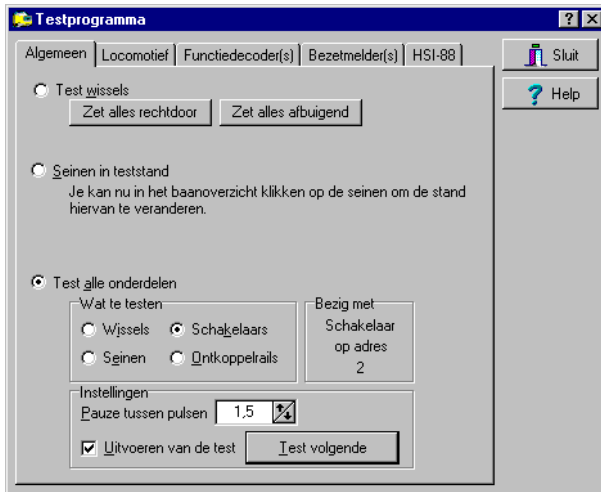 Testprogramma
Algemeen Locomotief Functiedecoder(s) Bezetmelder(s) HSI-88
Sluit
Help
Test wissels
Zet alles rechtdoor Zet alles afbuigend
Seinen in teststand
Je kan nu in het baanoverzicht klikken op de seinen om de stand
hiervan te veranderen.
Test alle onderdelen
Wat te testen
Wissels Schakelaars
Seinen Ontkoppelrails
Bezig met
Schakelaar
op adres
2
Instellingen
Pauze tussen pulsen 1,5
Uitvoeren van de test Test volgende